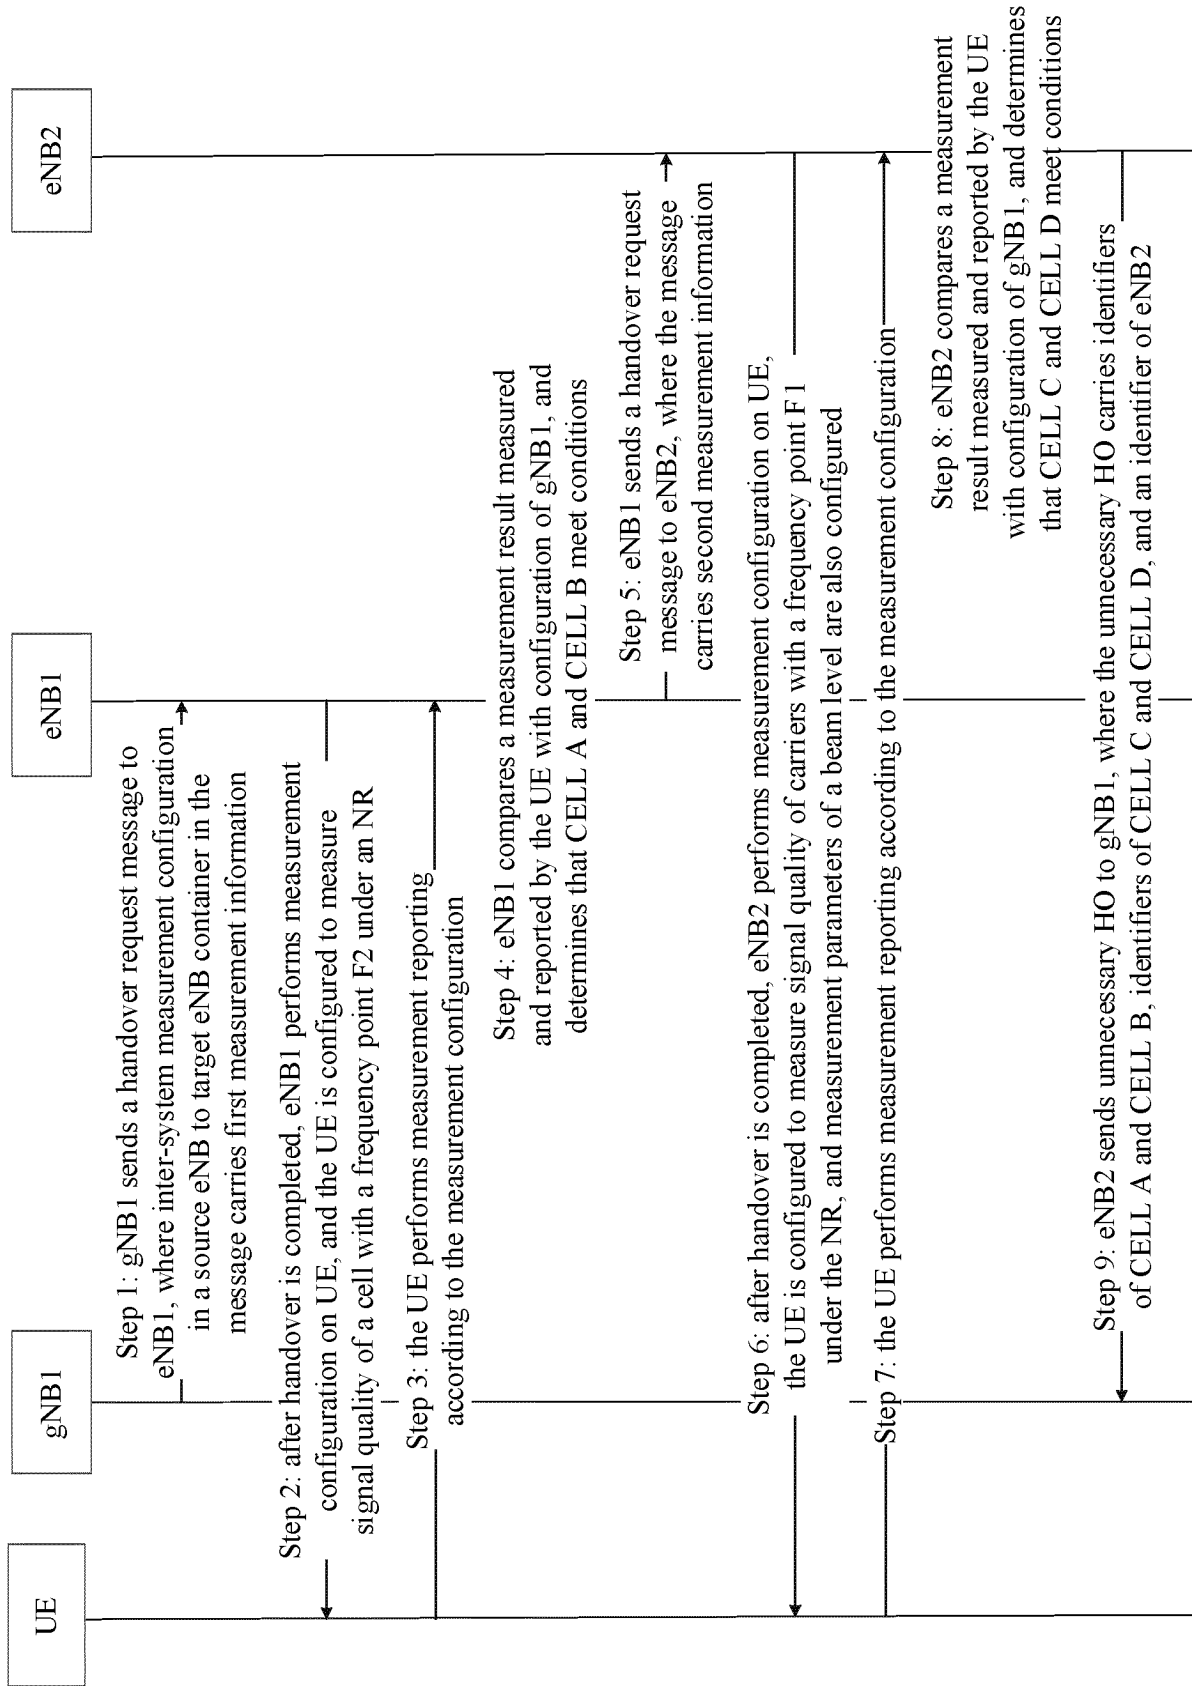 UE
gNB1
eNB1
eNB2
Step 1: gNB1 sends a handover request message to
eNB1, where inter-system measurement configuration
in a source eNB to target eNB container in the
message carries first measurement information
Step 2: after handover is completed, eNB1 performs measurement
configuration on UE, and the UE is configured to measure
signal quality of a cell with a frequency point F2 under an NR
Step 3: the UE performs measurement reporting
according to the measurement configuration
Step 4: eNB1 compares a measurement result measured
and reported by the UE with configuration of gNB1, and
determines that CELL A and CELL B meet conditions
Step 5: eNB1 sends a handover request
message to eNB2, where the message
carries second measurement information
Step 6: after handover is completed, eNB2 performs measurement configuration on UE,
the UE is configured to measure signal quality of carriers with a frequency point F1
under the NR, and measurement parameters of a beam level are also configured
Step 7: the UE performs measurement reporting according to the measurement configuration
Step 8: eNB2 compares a measurement
result measured and reported by the UE
with configuration of gNB1, and determines
that CELL C and CELL D meet conditions
Step 9: eNB2 sends unnecessary HO to gNB1, where the unnecessary HO carries identifiers
of CELL A and CELL B, identifiers of CELL C and CELL D, and an identifier of eNB2